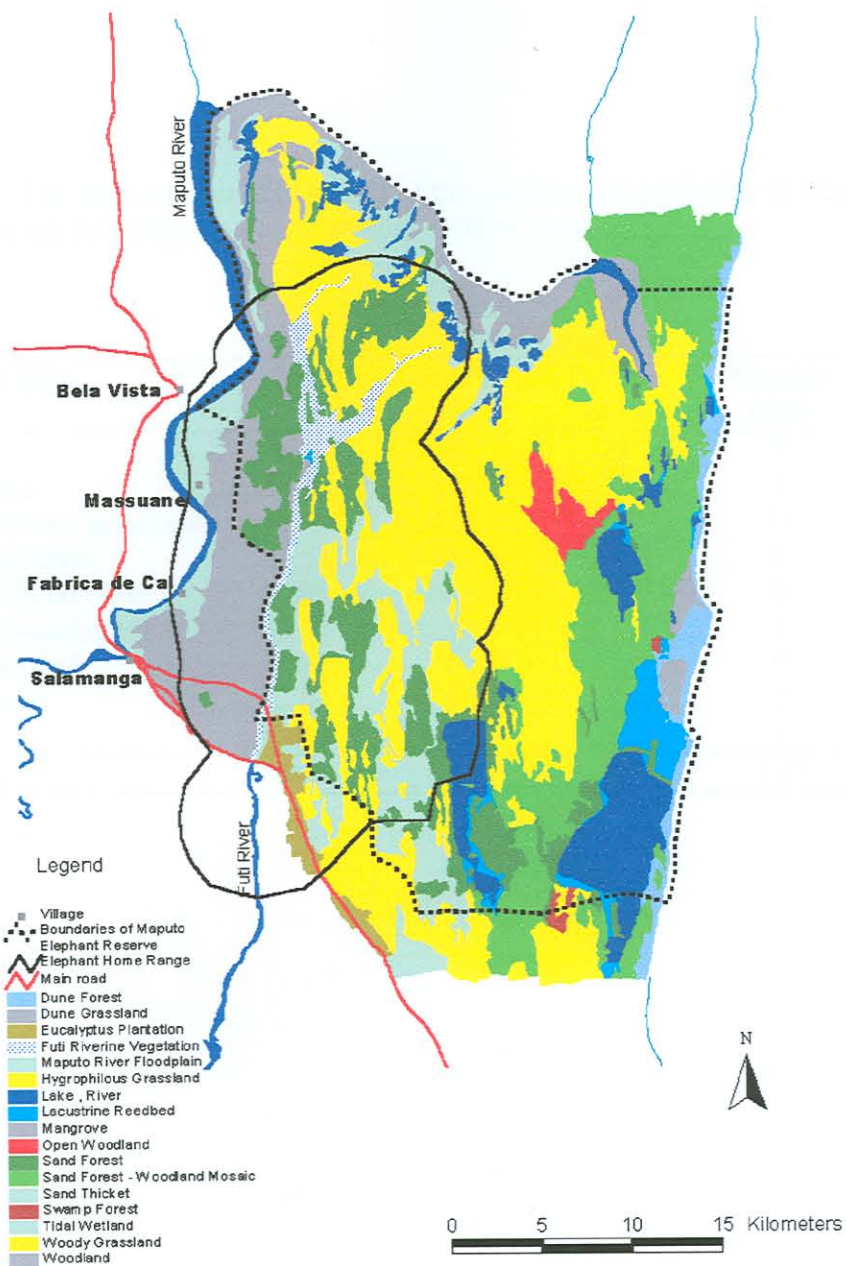 Maputo River
Bela Vista
Massuane
Fabrica de Cal
Salamanga
Futi River
Legend
Village
Boundaries of Maputo
Elephant Reserve
Elephant Home Range
Main road
Dune Forest
Dune Grassland
Eucalyptus Plantation
Futi Riverine Vegetation
Maputo River Floodplain
Hygrophilous Grassland
Lake , River
Lacustrine Reedbed
Mangrove
Open Woodland
Sand Forest
Sand Forest - Woodland Mosaic
Sand Thicket
Swamp Forest
Tidal Wetland
Woody Grassland
Woodland
N
0 5 10 15 Kilometers